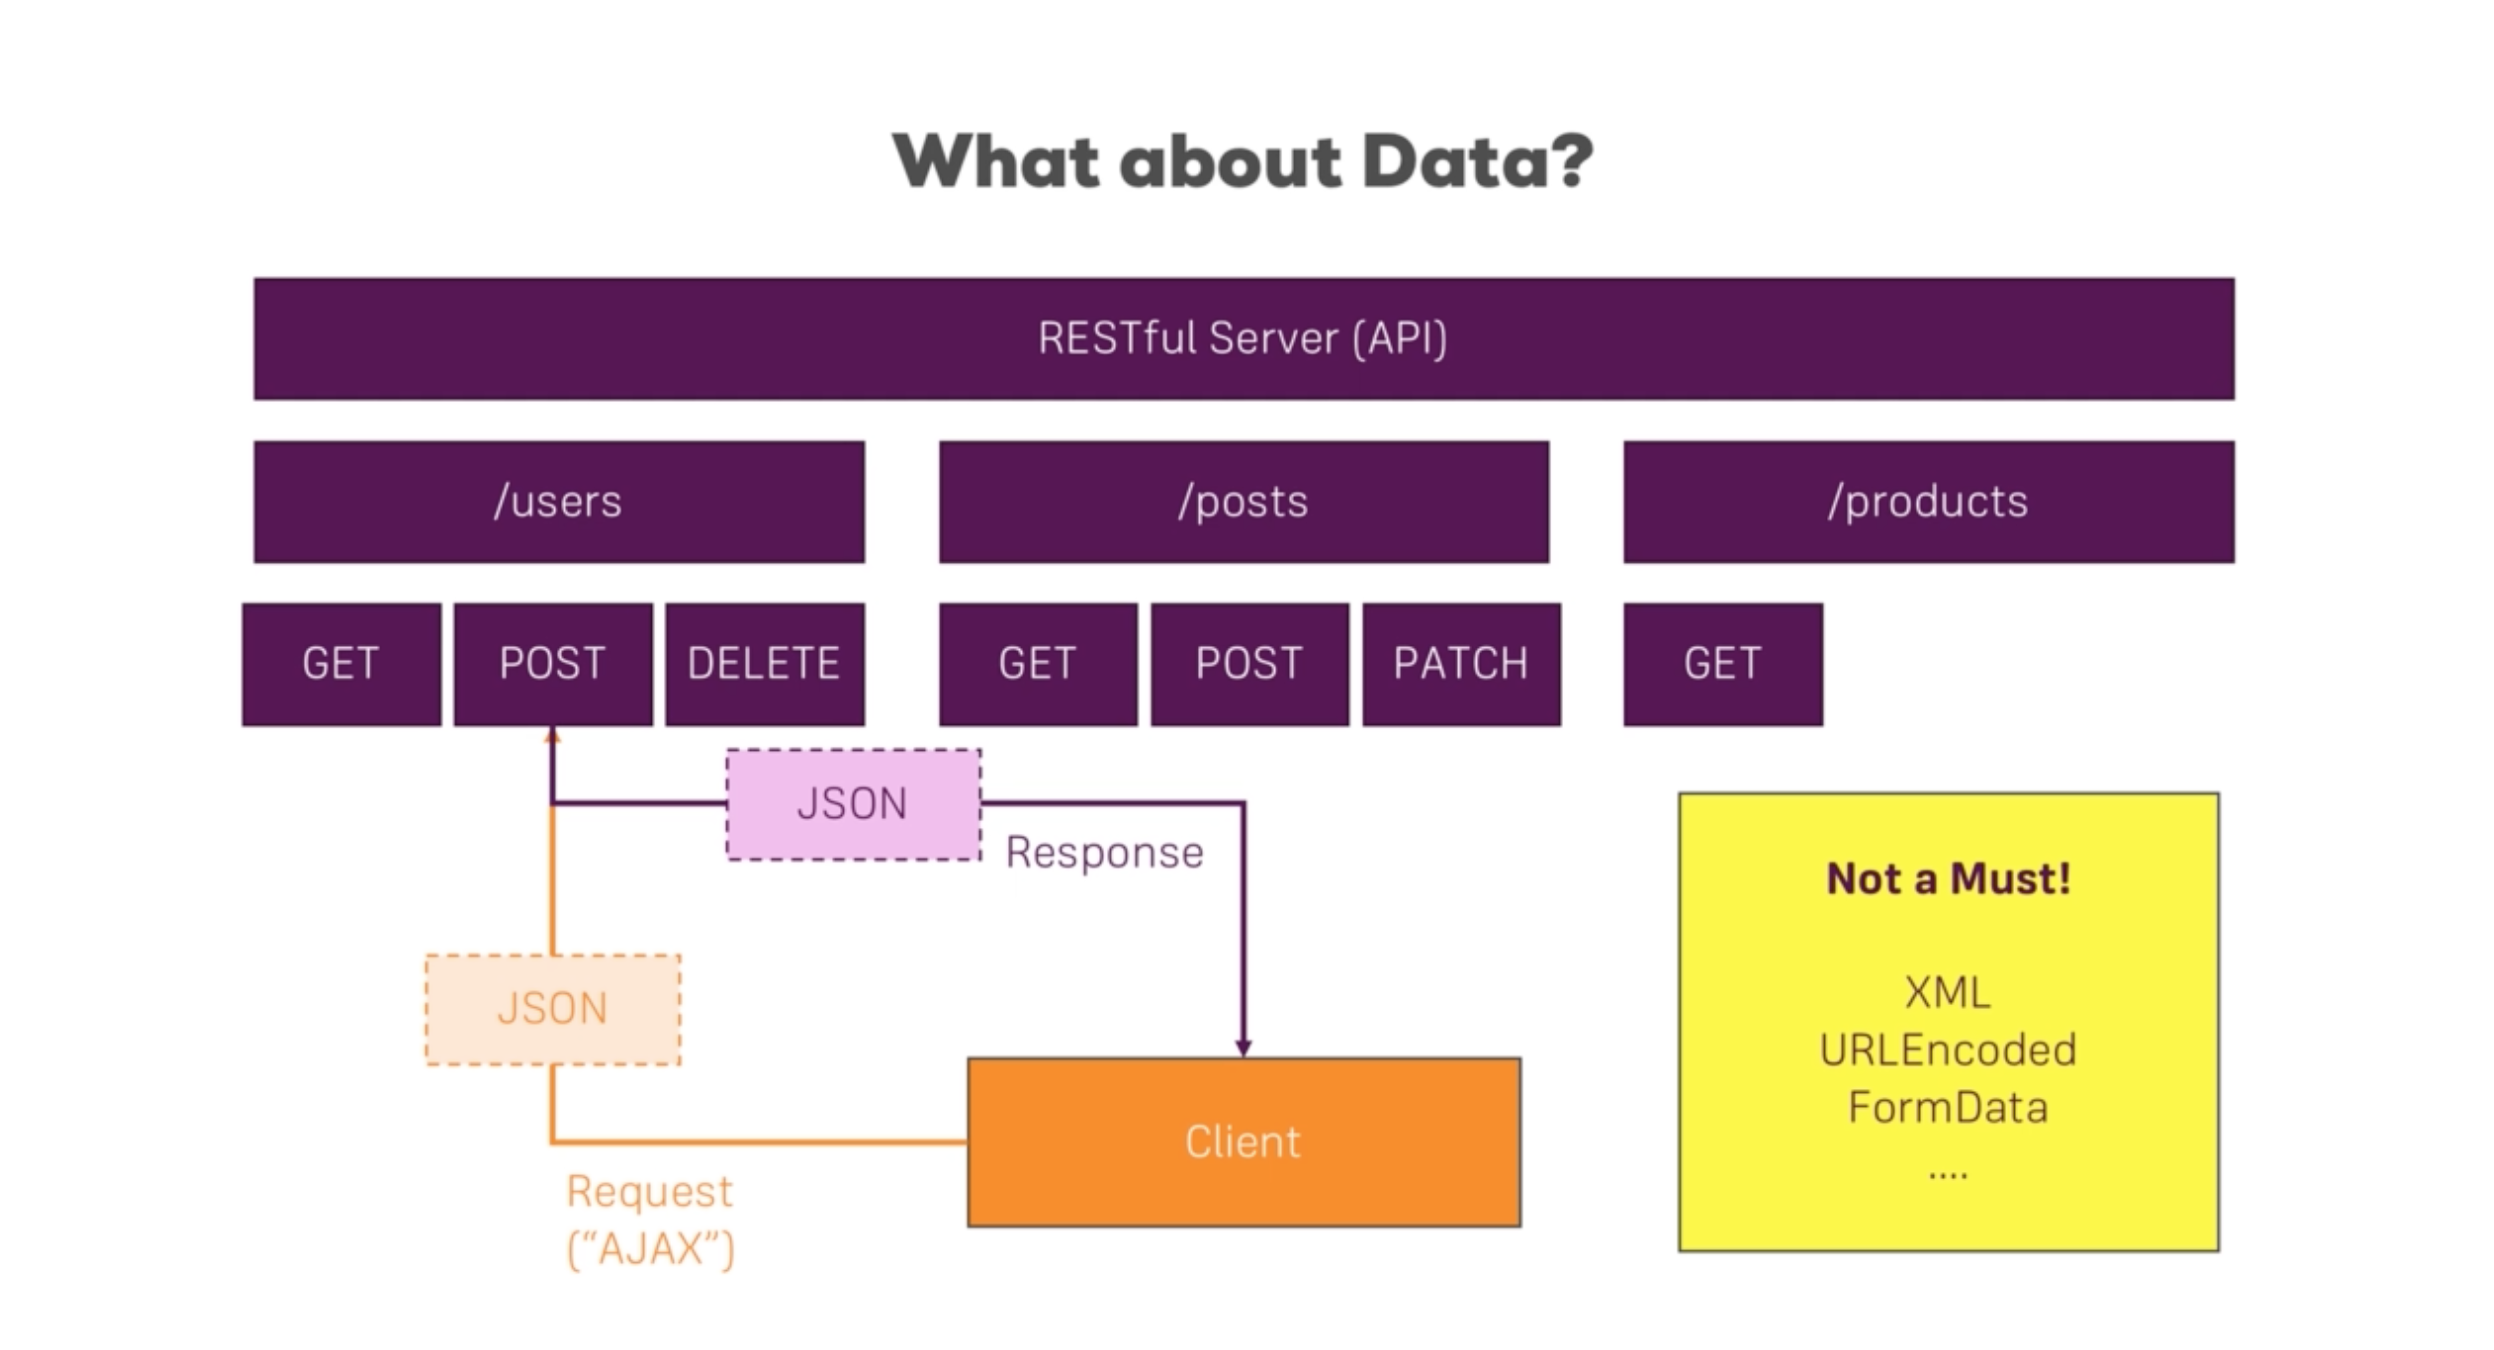 What about Data?
RESTful Server (API)
/users
/posts
/products
GET
POST
DELETE
GET
POST
PATCH
GET
JSON
Response
JSON
Request
(“AJAX”)
Client
Not a Must!
XML
URLEncoded
FormData
....